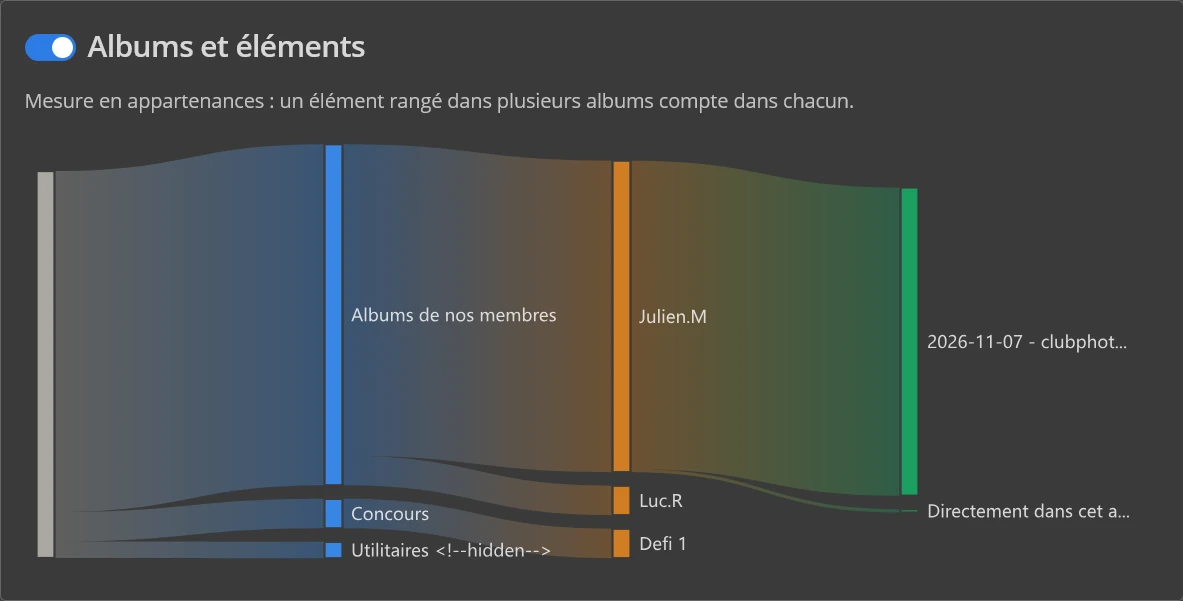 Albums et éléments
Mesure en appartenances : un élément rangé dans plusieurs albums compte dans chacun.
Albums de nos membres
Julien.M
2026-11-07 - clubphot...
Luc.R
Directement dans cet a...
Concours
Defi 1
Utilitaires <!--hidden-->